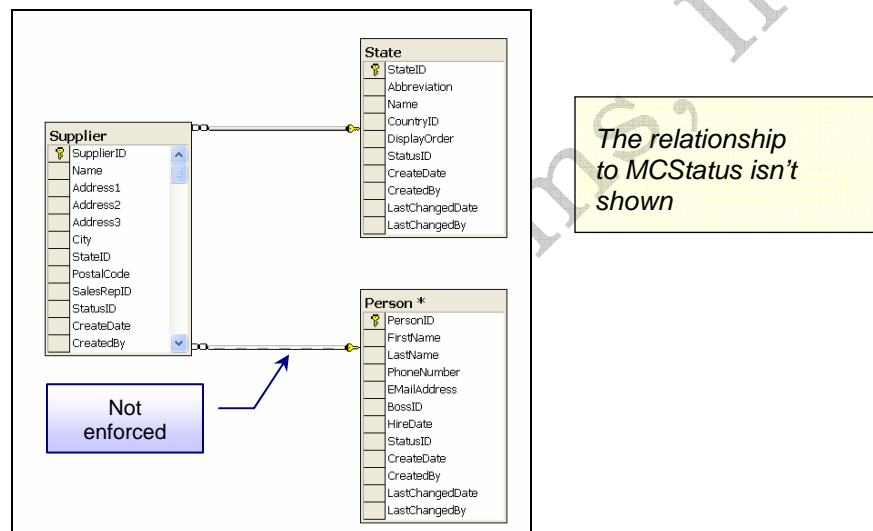 State
StateID
Abbreviation
Name
CountryID
DisplayOrder
StatusID
CreateDate
CreatedBy
LastChangedDate
LastChangedBy
Supplier
SupplierID
Name
Address1
Address2
Address3
City
StateID
PostalCode
SalesRepID
StatusID
CreateDate
CreatedBy
Person *
PersonID
FirstName
LastName
PhoneNumber
EMailAddress
BossID
HireDate
StatusID
CreateDate
CreatedBy
LastChangedDate
LastChangedBy
Not
enforced
The relationship
to MCStatus isn't
shown